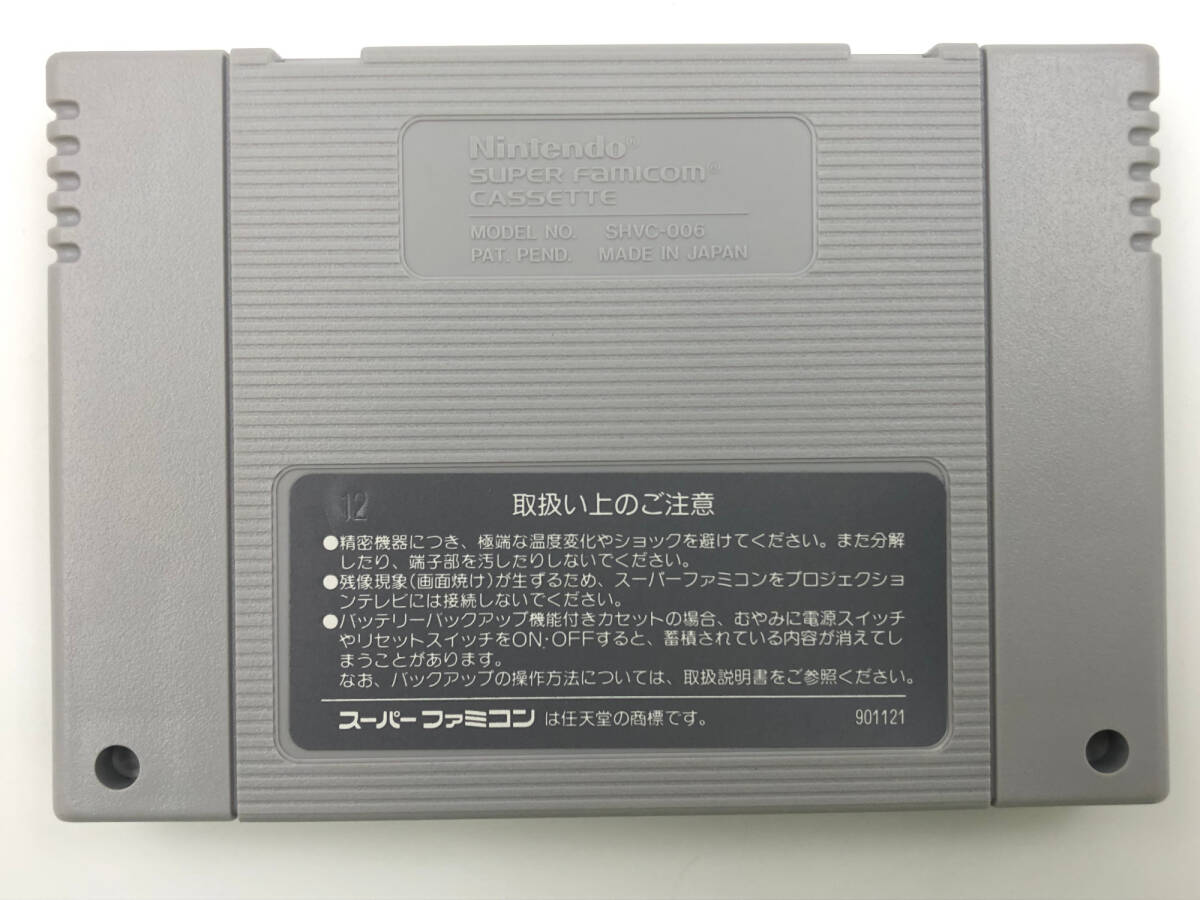 Nintendo®
SUPER FAMICOM®
CASSETTE
MODEL NO. SHVC-006
PAT. PEND. MADE IN JAPAN
12
取扱い上のご注意
●精密機器につき、極端な温度変化やショックを避けてください。また分解
したり、端子部を汚したりしないでください。
●残像現象(画面焼け)が生ずるため、スーパーファミコンをプロジェクショ
ンテレビには接続しないでください。
●バッテリーバックアップ機能付きカセットの場合、むやみに電源スイッチ
やリセットスイッチをON・OFFすると、蓄積されている内容が消えてし
まうことがあります。
なお、バックアップの操作方法については、取扱説明書をご参照ください。
スーパーファミコン は任天堂の商標です。 901121